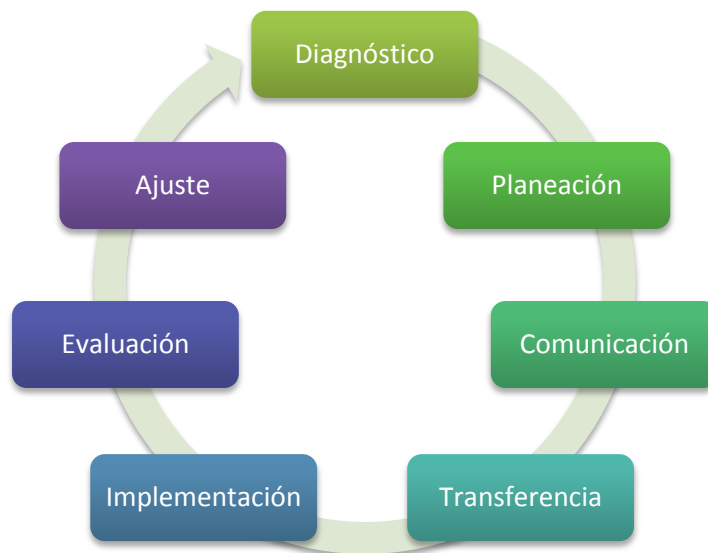 Diagnóstico
Planeación
Comunicación
Transferencia
Implementación
Evaluación
Ajuste